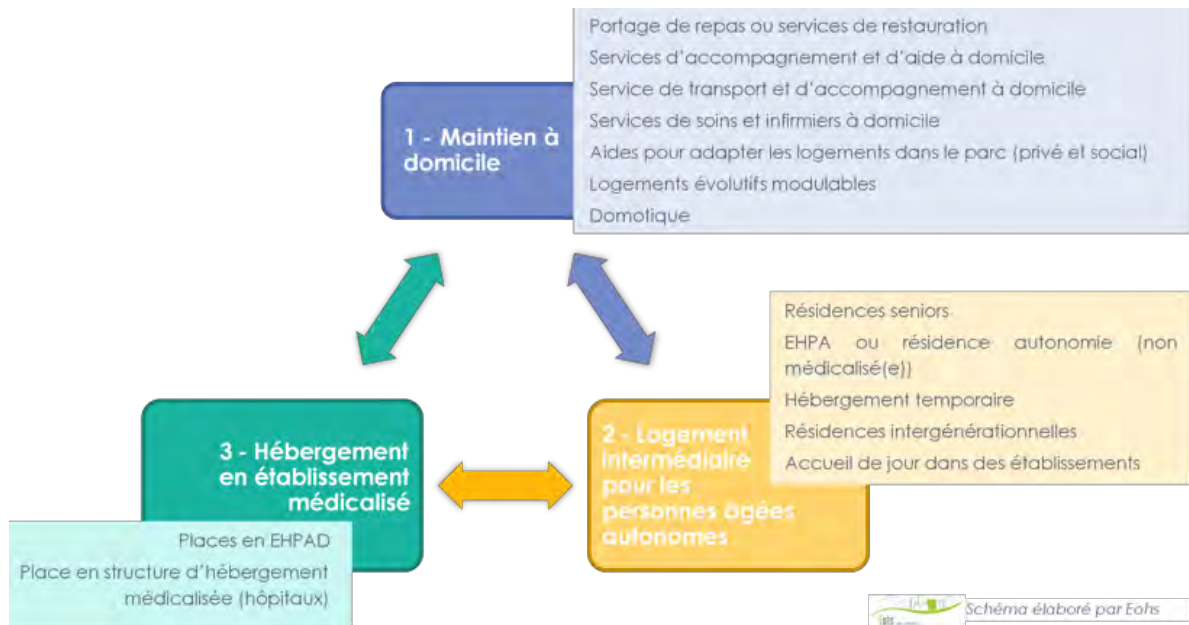 Portage de repas ou services de restauration
Services d'accompagnement et d'aide à domicile
Service de transport et d'accompagnement à domicile
Services de soins et infirmiers à domicile
Aides pour adapter les logements dans le parc (privé et social)
Logements évolutifs modulables
Domotique
1 - Maintien à
domicile
Résidences seniors
EHPA ou résidence autonomie (non
médicalisé(e))
Hébergement temporaire
Résidences intergénérationnelles
Accueil de jour dans des établissements
2 - Logement
intermédiaire
pour les
personnes âgées
autonomes
3 - Hébergement
en établissement
médicalisé
Places en EHPAD
Place en structure d'hébergement
médicalisée (hôpitaux)
Schéma élaboré par Eohs